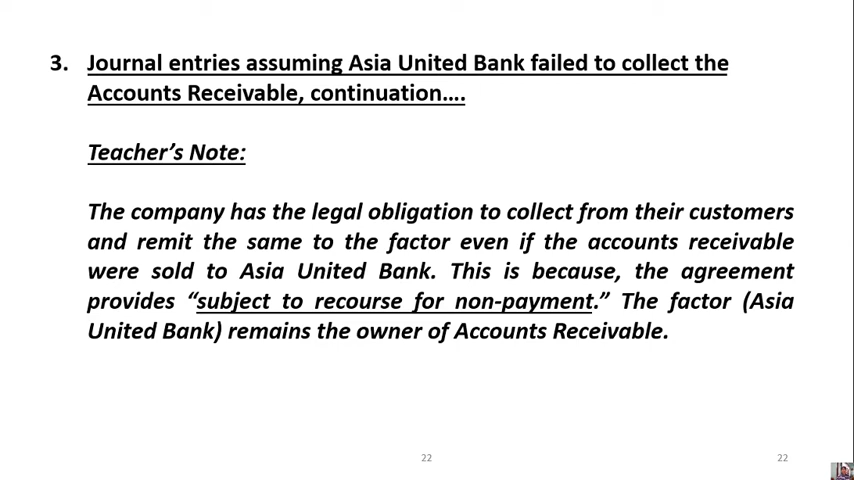 3. Journal entries assuming Asia United Bank failed to collect the
Accounts Receivable, continuation….
Teacher’s Note:
The company has the legal obligation to collect from their customers
and remit the same to the factor even if the accounts receivable
were sold to Asia United Bank. This is because, the agreement
provides “subject to recourse for non-payment.” The factor (Asia
United Bank) remains the owner of Accounts Receivable.
22 22